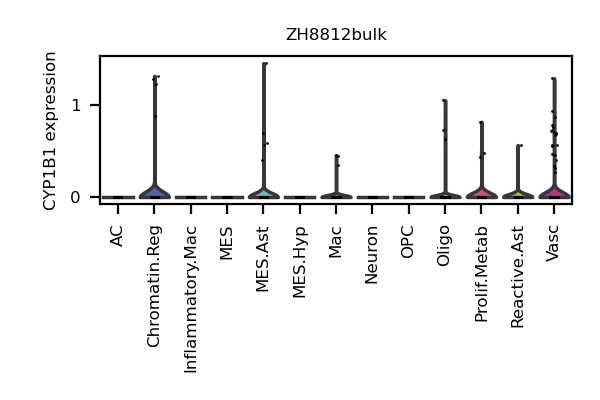 ZH8812bulk
CYP1B1 expression
1
0
AC
Chromatin.Reg
Inflammatory.Mac
MES
MES.Ast
MES.Hyp
Mac
Neuron
OPC
Oligo
Prolif.Metab
Reactive.Ast
Vasc